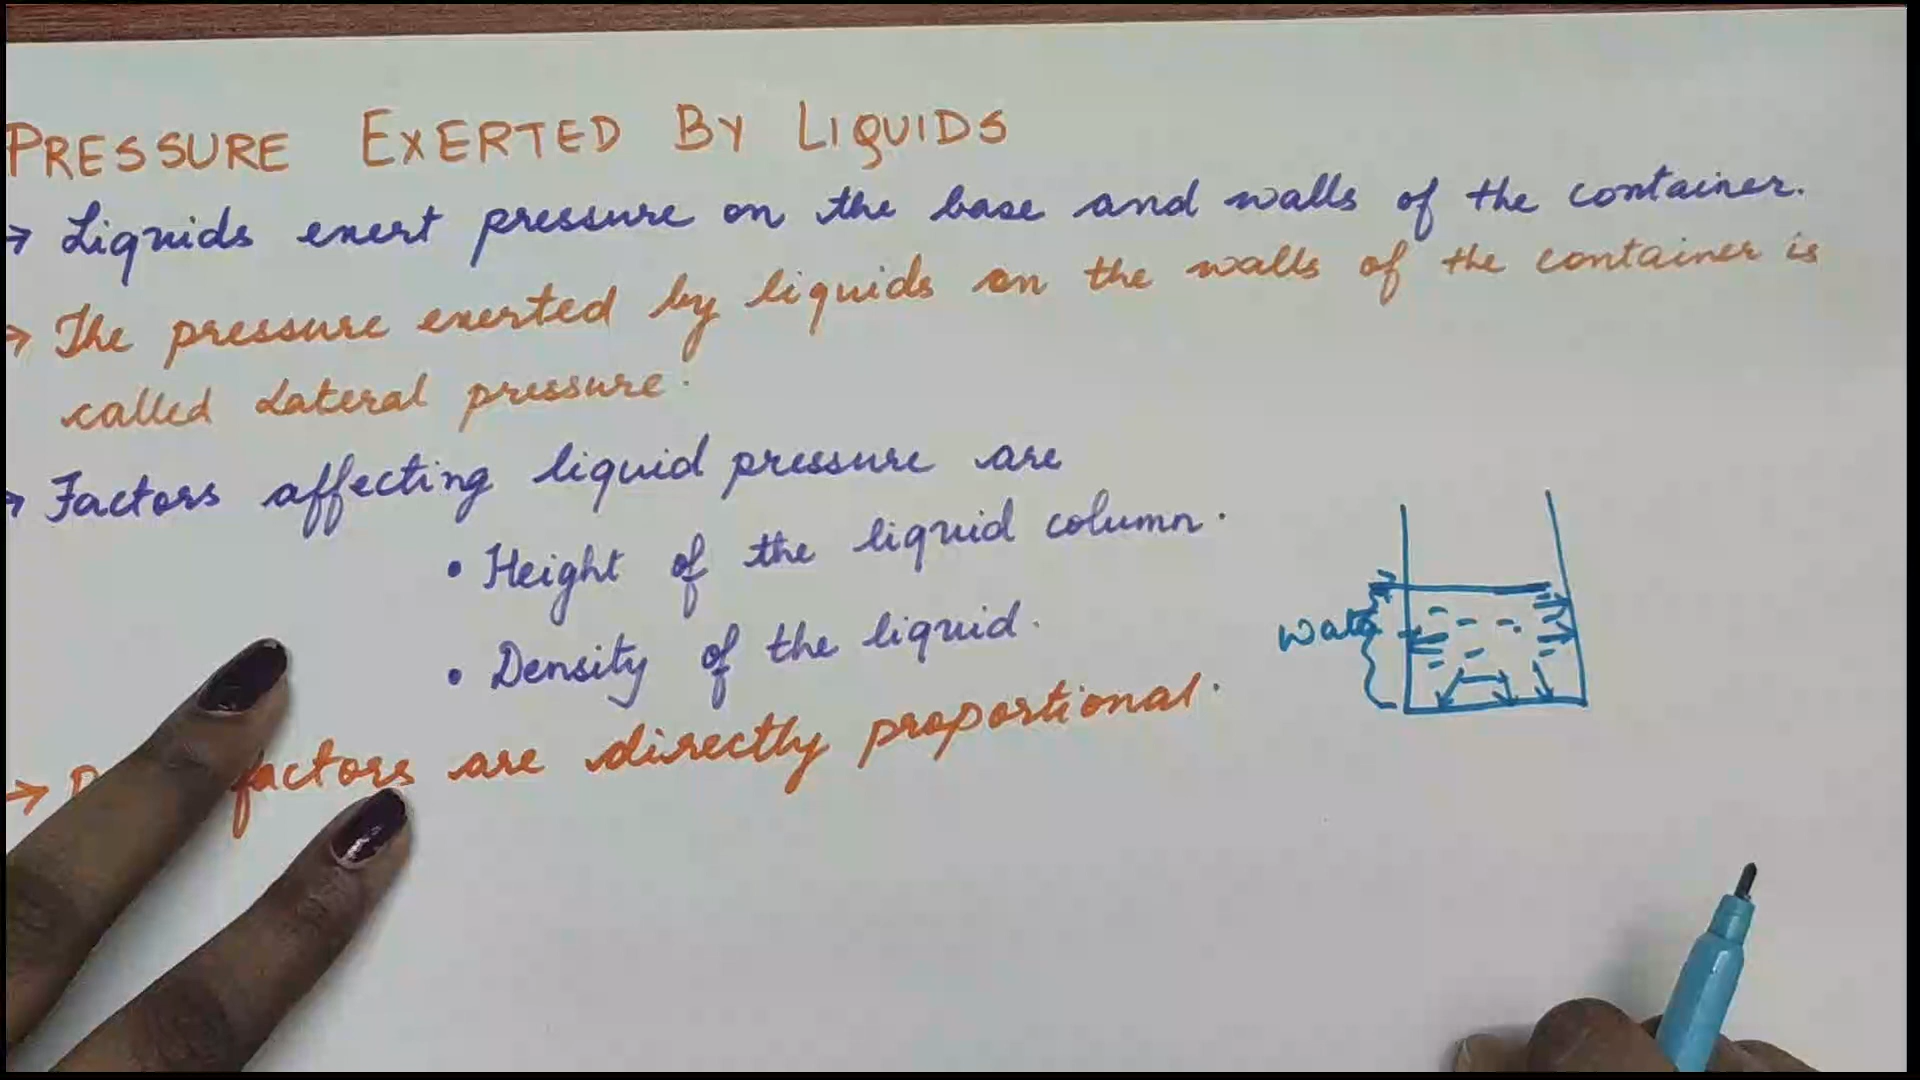 PRESSURE EXERTED BY LIQUIDS
→ Liquids exert pressure on the base and walls of the container.
→ The pressure exerted by liquids on the walls of the container is
called Lateral pressure.
→ Factors affecting liquid pressure are
• Height of the liquid column.
• Density of the liquid.
→ factors are directly proportional.